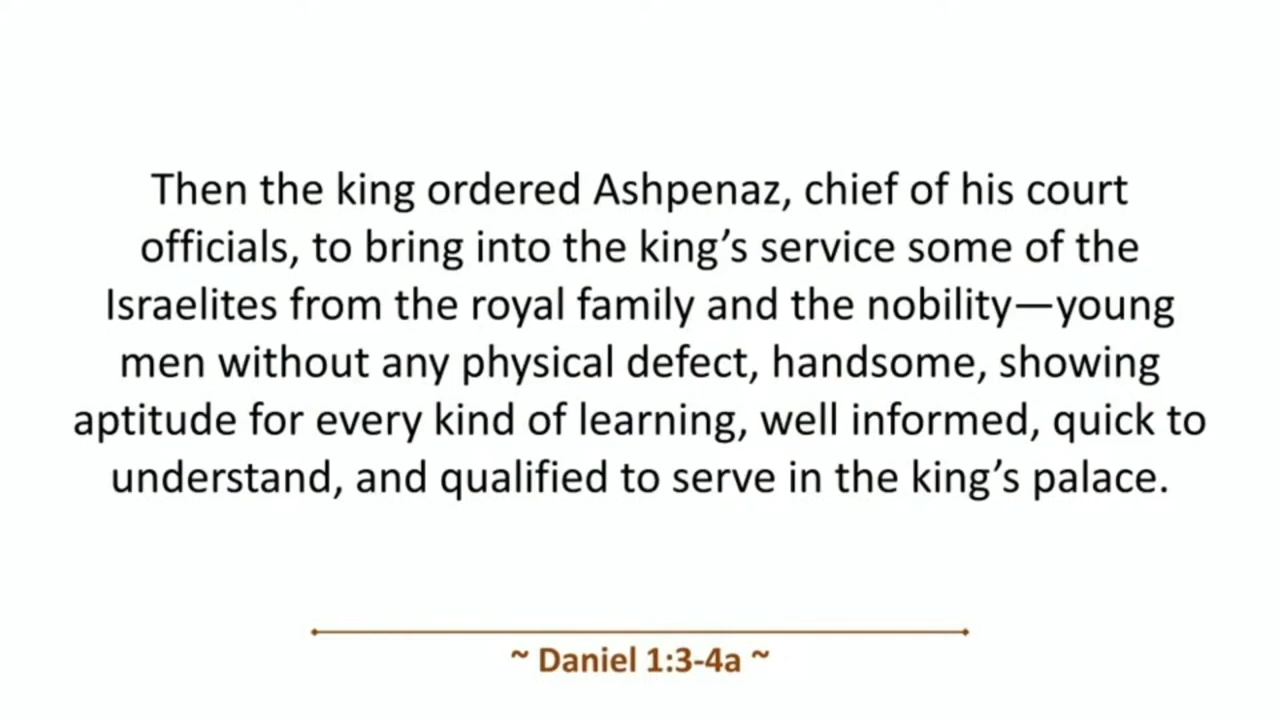 Then the king ordered Ashpenaz, chief of his court
officials, to bring into the king’s service some of the
Israelites from the royal family and the nobility—young
men without any physical defect, handsome, showing
aptitude for every kind of learning, well informed, quick to
understand, and qualified to serve in the king’s palace.
~ Daniel 1:3-4a ~